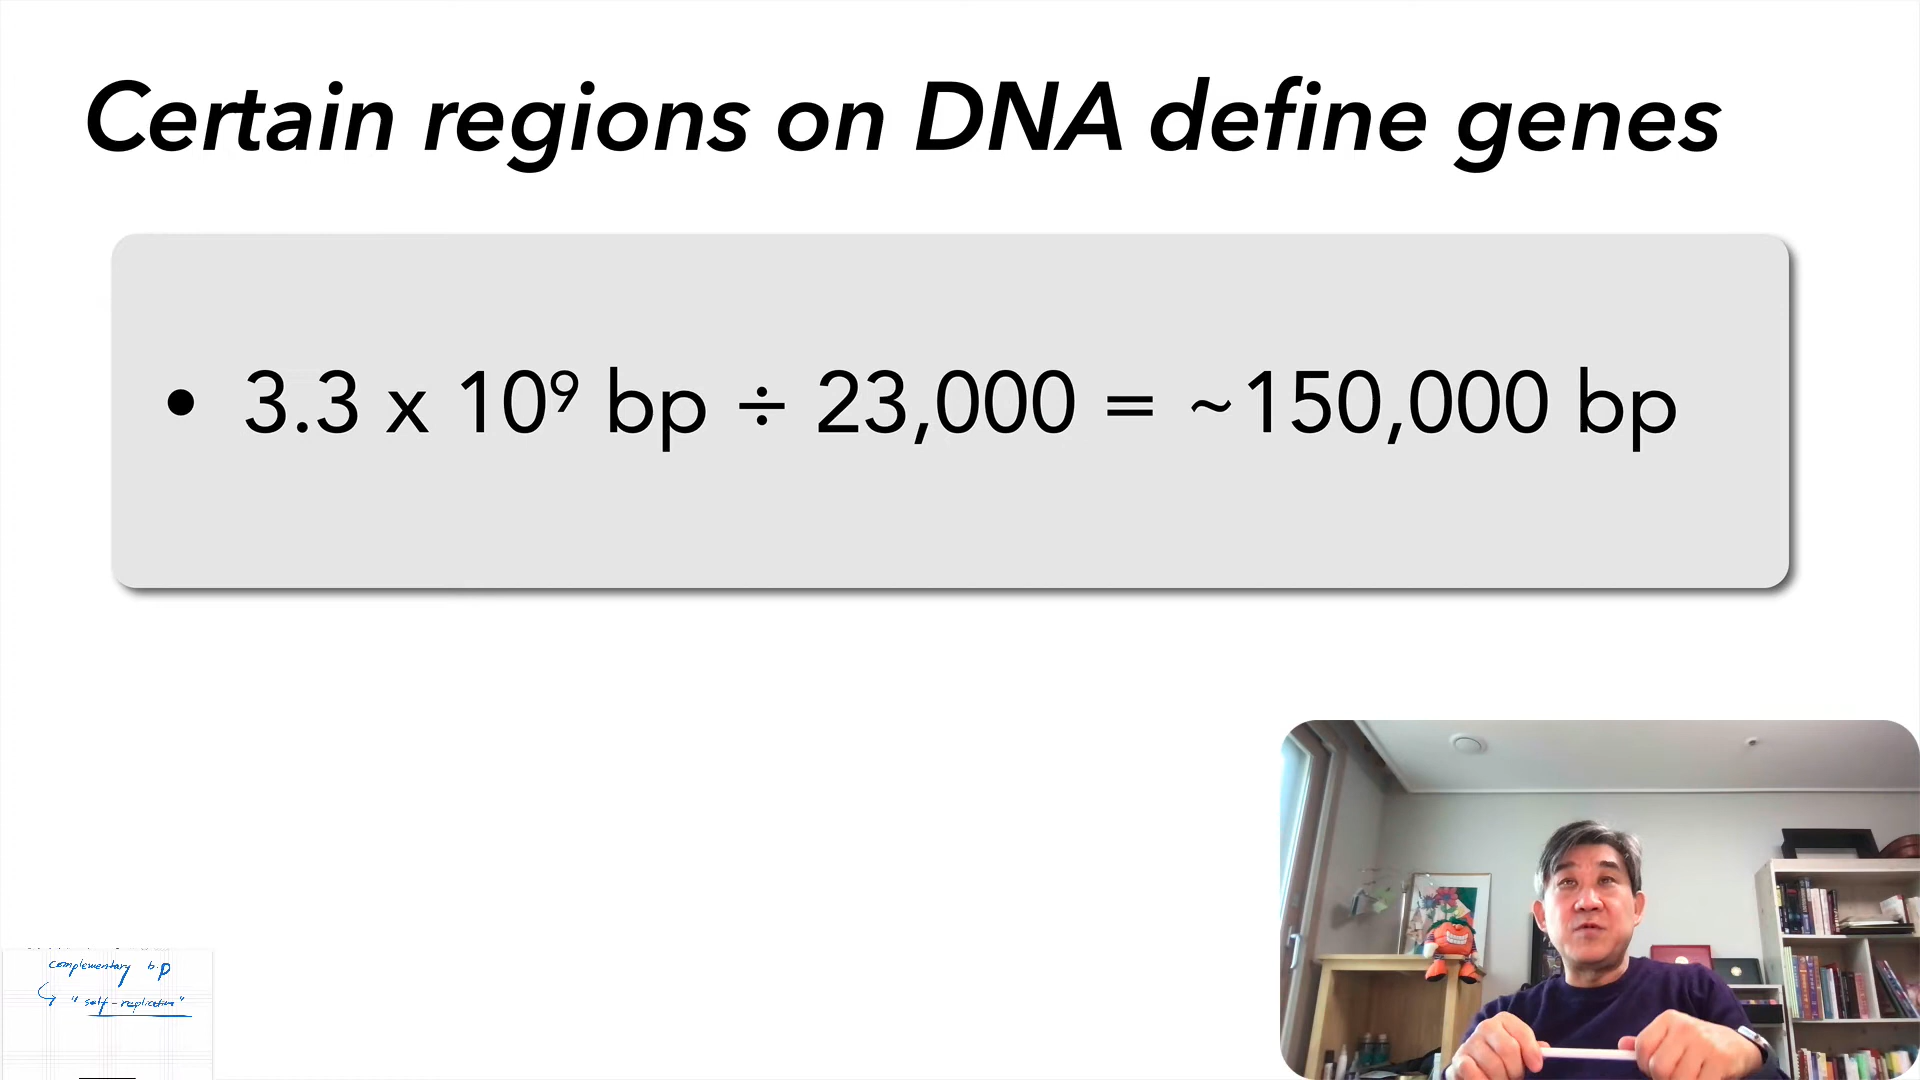 Certain regions on DNA define genes
• 3.3 x 10⁹ bp ÷ 23,000 = ~150,000 bp
complementary b.p
"self-replication"